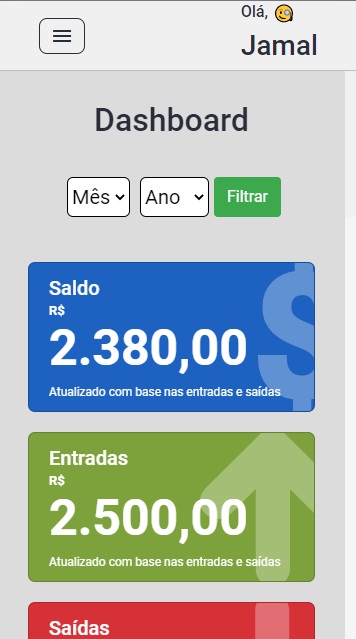 Olá, 🧐
Jamal
Dashboard
Mês Ano Filtrar
Saldo
R$
2.380,00
Atualizado com base nas entradas e saídas
$
Entradas
R$
2.500,00
Atualizado com base nas entradas e saídas
Saídas